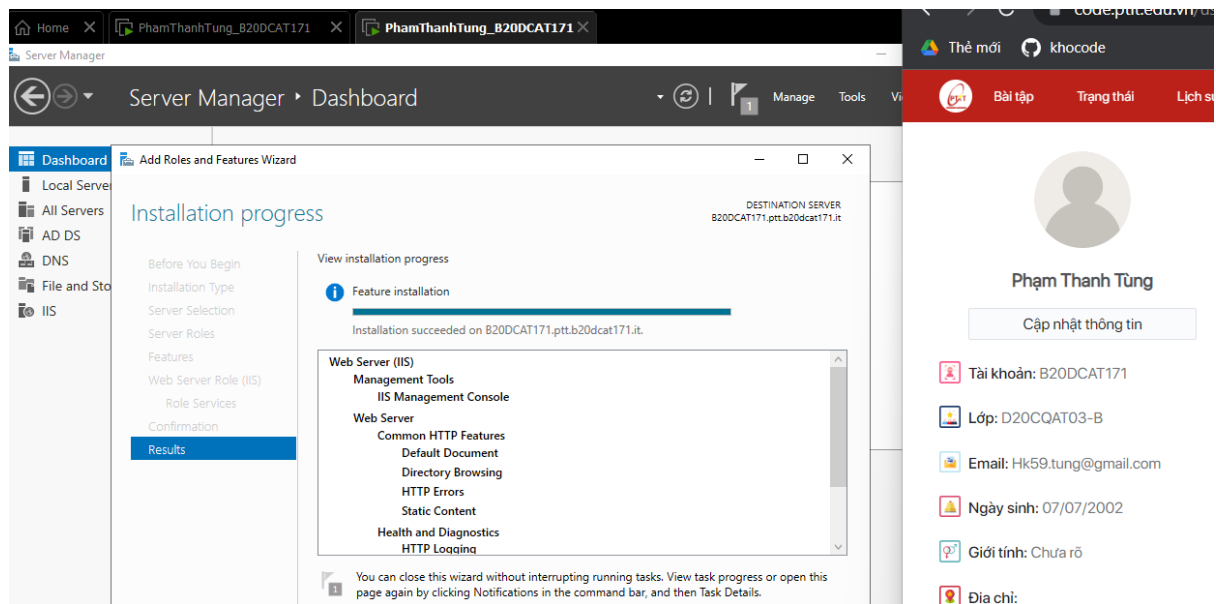 Home
PhamThanhTung_B20DCAT171
PhamThanhTung_B20DCAT171
Server Manager
Server Manager
Dashboard
1
Manage
Tools
Dashboard
Local Server
All Servers
AD DS
DNS
File and Sto
IIS
Add Roles and Features Wizard
Installation progress
DESTINATION SERVER
B20DCAT171.ptt.b20dcat171.it
Before You Begin
Installation Type
Server Selection
Server Roles
Features
Web Server Role (IIS)
Role Services
Confirmation
Results
View installation progress
Feature installation
Installation succeeded on B20DCAT171.ptt.b20dcat171.it.
Web Server (IIS)
Management Tools
IIS Management Console
Web Server
Common HTTP Features
Default Document
Directory Browsing
HTTP Errors
Static Content
Health and Diagnostics
HTTP Logging
1
You can close this wizard without interrupting running tasks. View task progress or open this
page again by clicking Notifications in the command bar, and then Task Details.
code.ptit.edu.vn/
Thẻ mới
khocode
PTIT
Bài tập
Trạng thái
Lịch
Phạm Thanh Tùng
Cập nhật thông tin
Tài khoản: B20DCAT171
Lớp: D20CQAT03-B
Email: Hk59.tung@gmail.com
Ngày sinh: 07/07/2002
Giới tính: Chưa rõ
Địa chỉ: